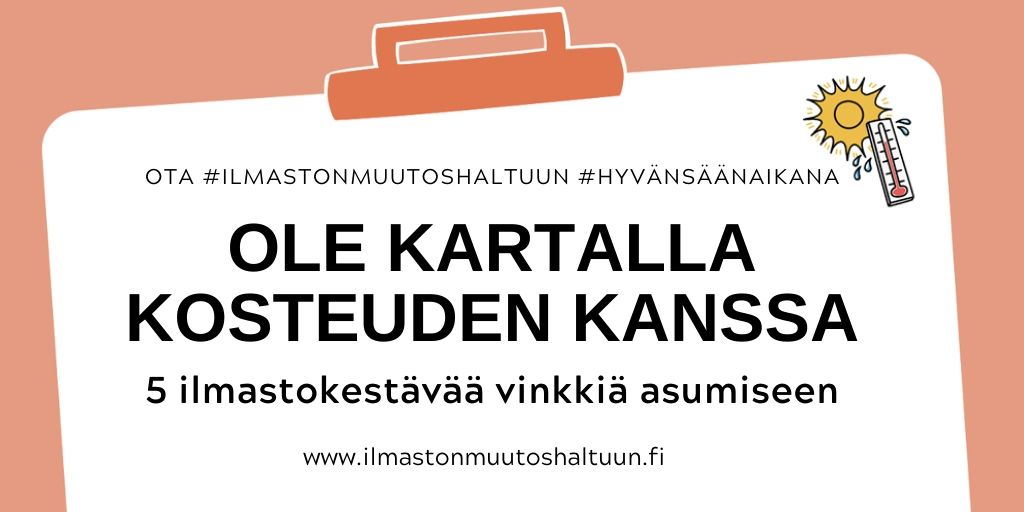 OTA #ILMASTONMUUTOSHALTUUN #HYVÄNSÄÄNAIKANA
OLE KARTALLA
KOSTEUDEN KANSSA
5 ilmastokestävää vinkkiä asumiseen
www.ilmastonmuutoshaltuun.fi